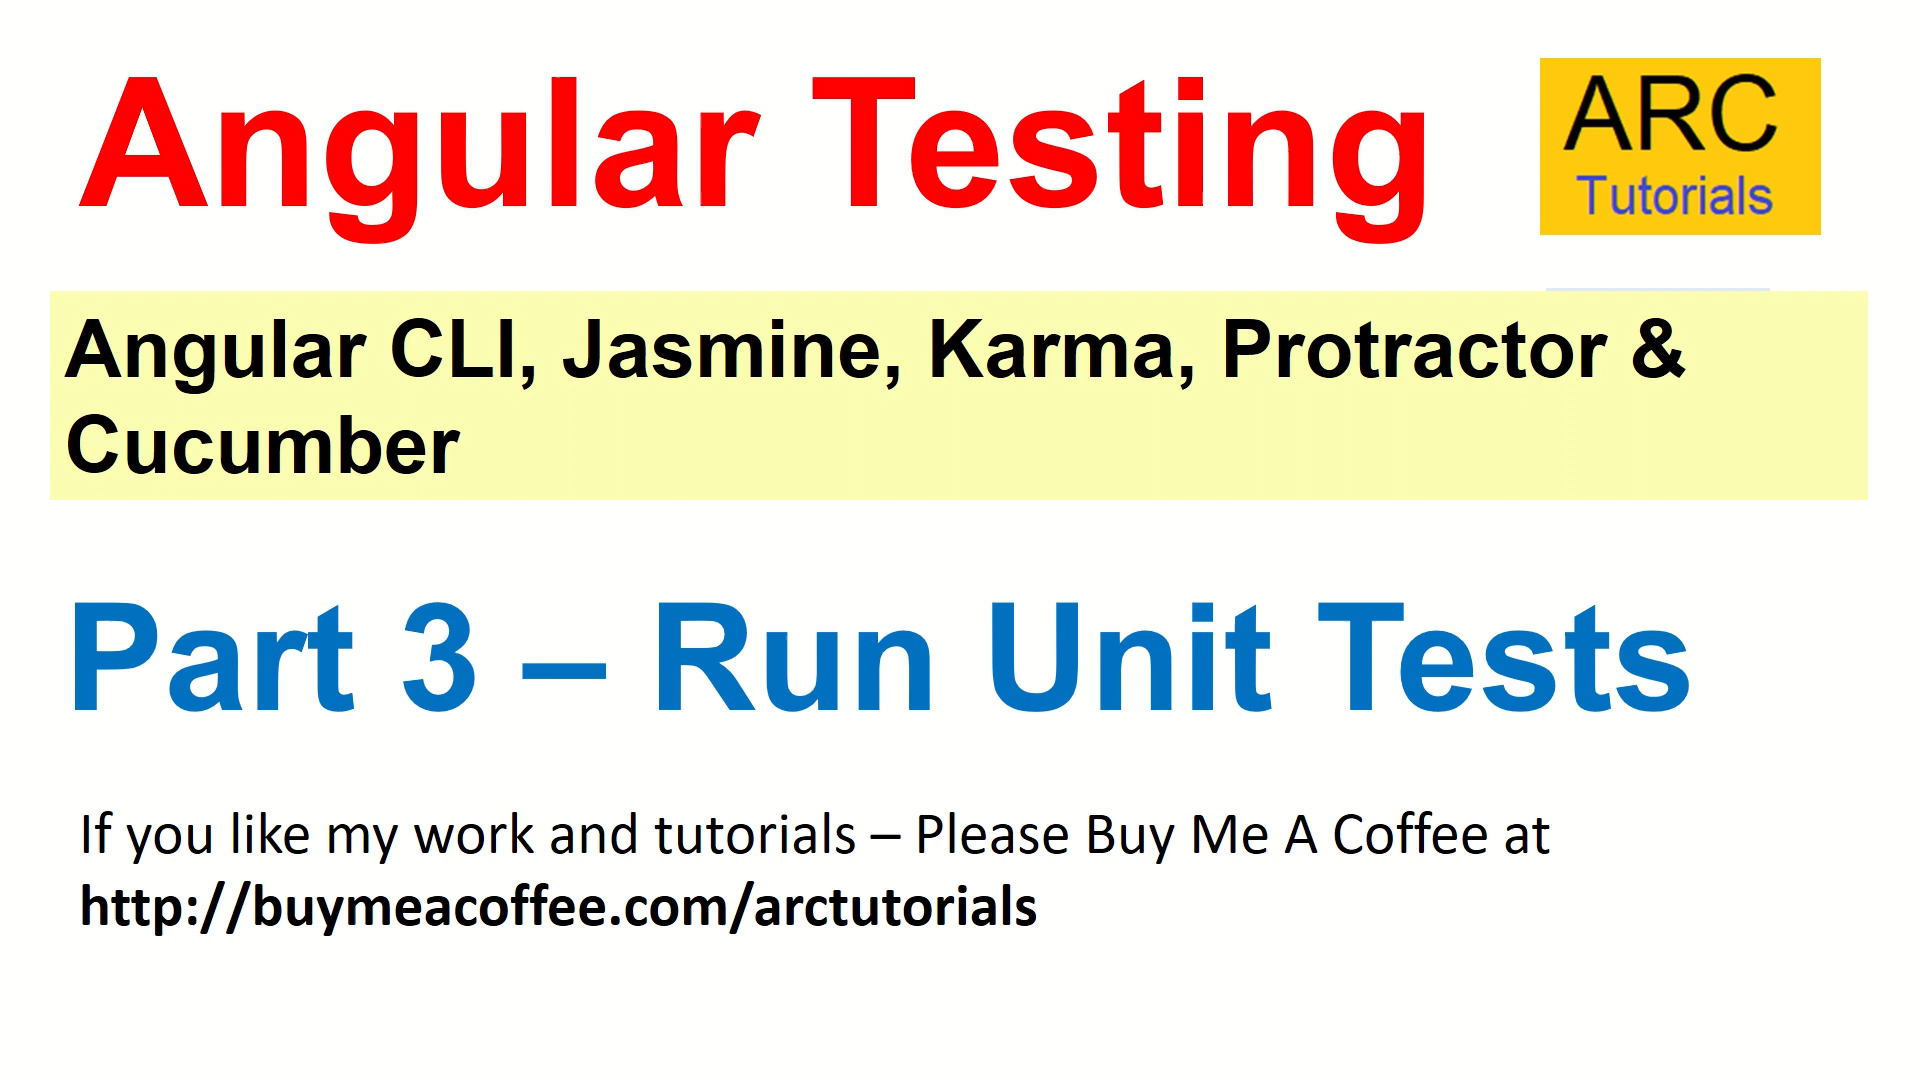 Angular Testing
ARC
Tutorials
Angular CLI, Jasmine, Karma, Protractor &
Cucumber
Part 3 – Run Unit Tests
If you like my work and tutorials – Please Buy Me A Coffee at
http://buymeacoffee.com/arctutorials